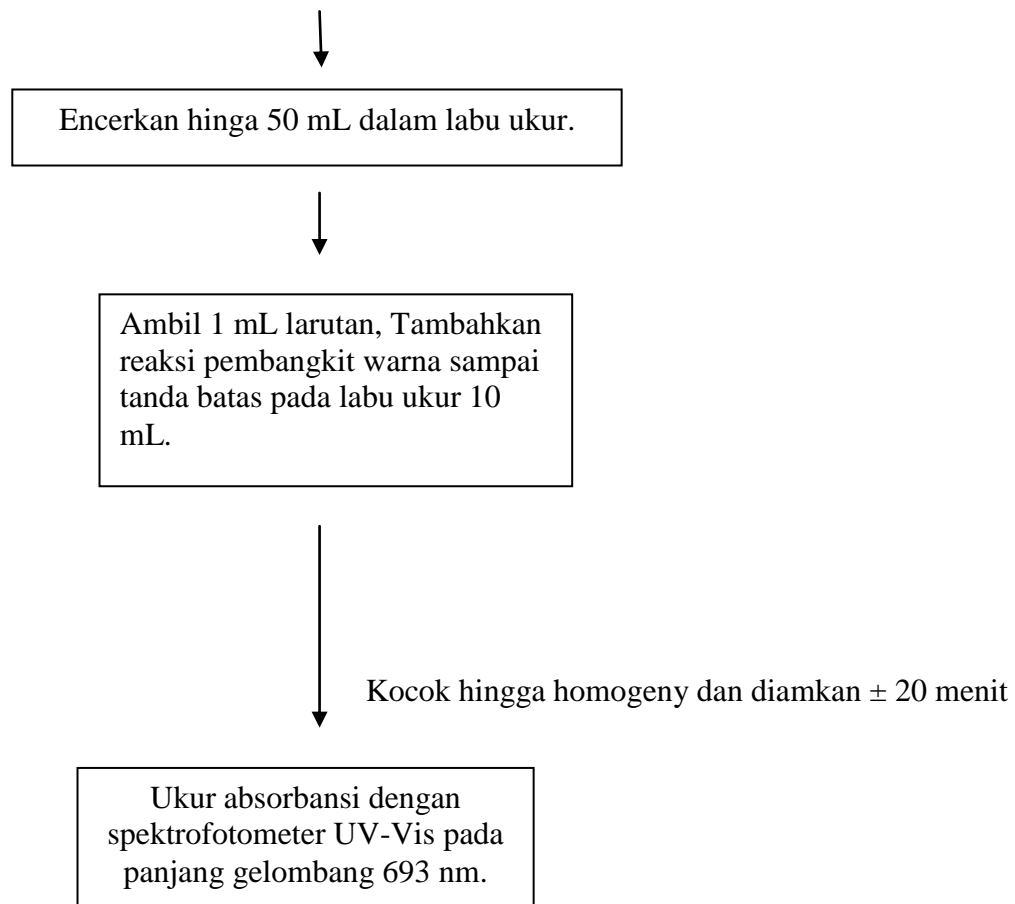 Encerkan hingga 50 mL dalam labu ukur.
Ambil 1 mL larutan, Tambahkan
reaksi pembangkit warna sampai
tanda batas pada labu ukur 10
mL.
Kocok hingga homogeny dan diamkan ± 20 menit
Ukur absorbansi dengan
spektrofotometer UV-Vis pada
panjang gelombang 693 nm.